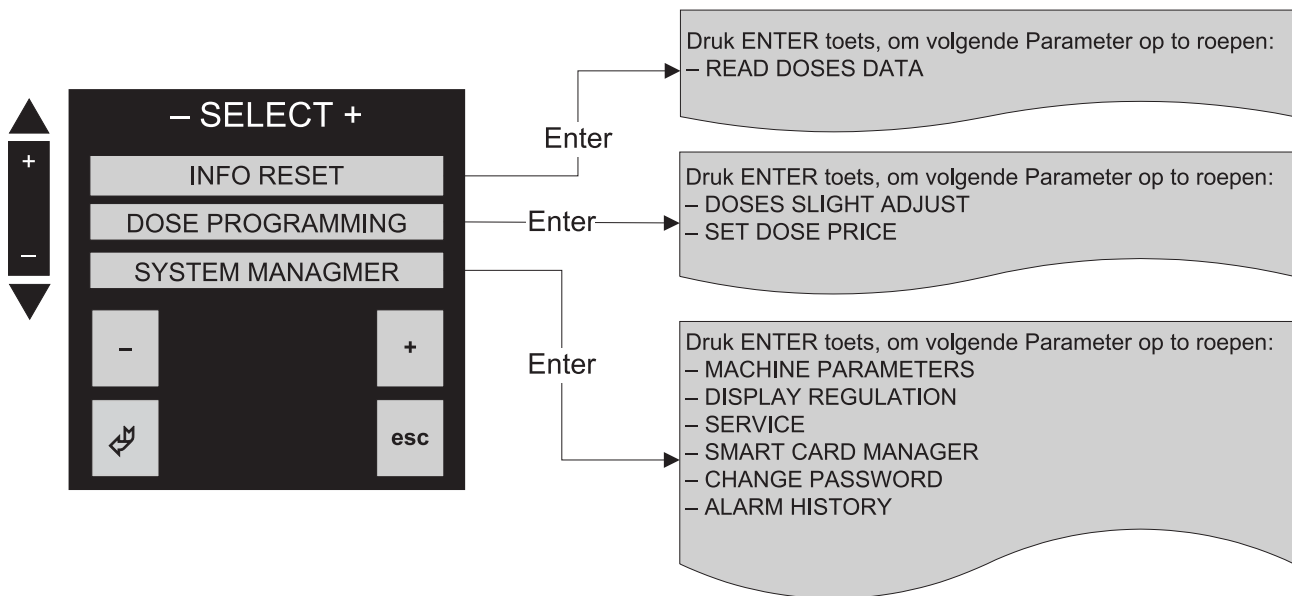 – SELECT +
INFO RESET
DOSE PROGRAMMING
SYSTEM MANAGMER
+
–
–
+
esc
Enter
Enter
Enter
Druk ENTER toets, om volgende Parameter op to roepen:
– READ DOSES DATA
Druk ENTER toets, om volgende Parameter op to roepen:
– DOSES SLIGHT ADJUST
– SET DOSE PRICE
Druk ENTER toets, om volgende Parameter op to roepen:
– MACHINE PARAMETERS
– DISPLAY REGULATION
– SERVICE
– SMART CARD MANAGER
– CHANGE PASSWORD
– ALARM HISTORY